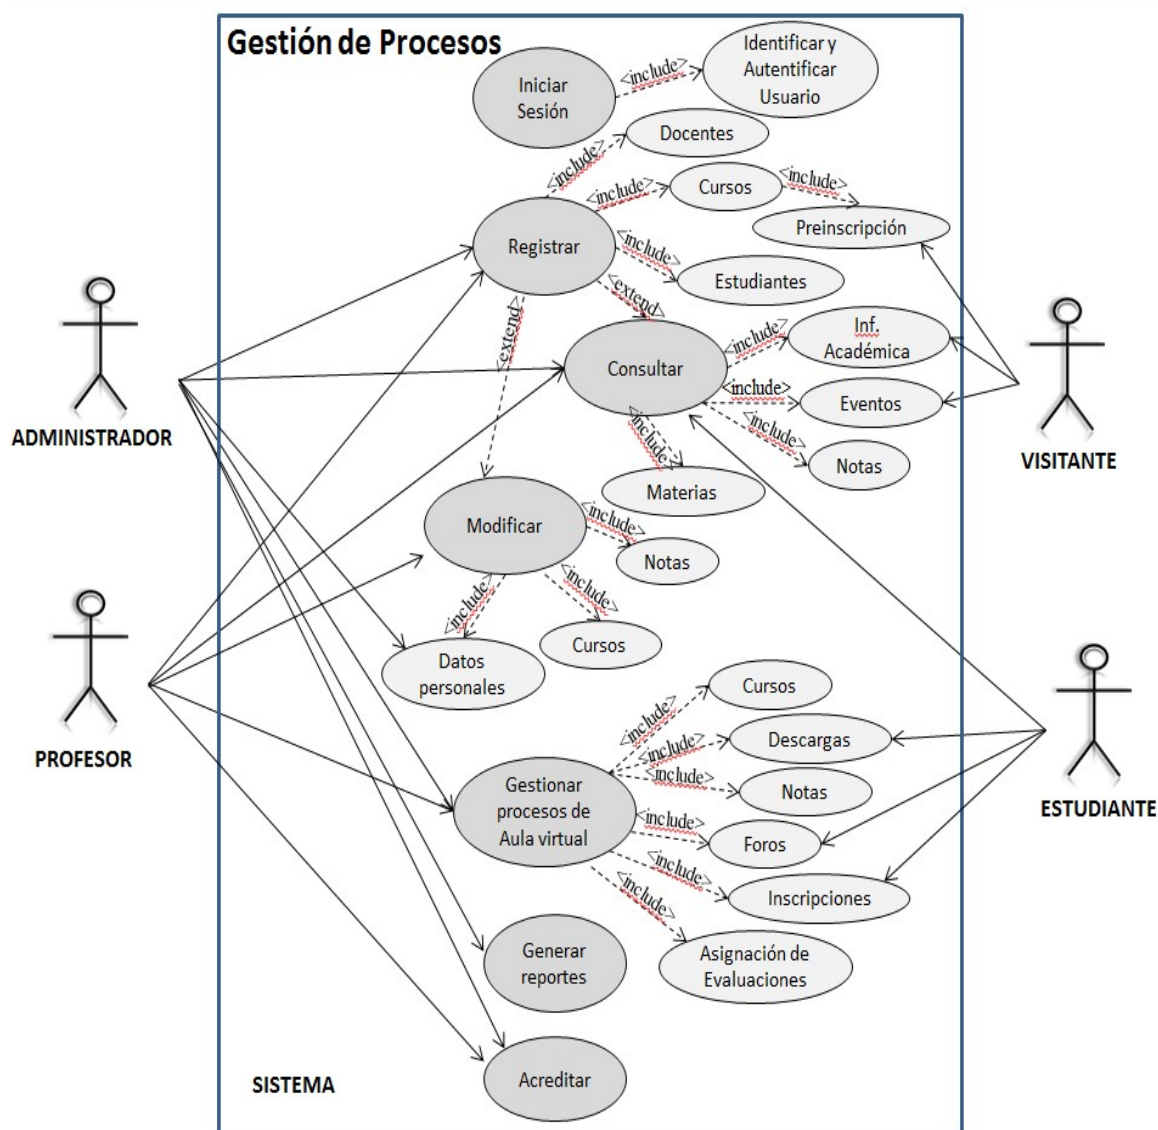 Gestión de Procesos
Iniciar
Sesión
<include>
Identificar y
Autentificar
Usuario
<include>
Docentes
<include>
Cursos
<include>
Preinscripción
Registrar
<include>
Estudiantes
<extend>
<extend>
ADMINISTRADOR
Consultar
<include>
Inf.
Académica
<include>
Eventos
<include>
Notas
<include>
Materias
VISITANTE
Modificar
<include>
Notas
<include>
Cursos
<include>
Datos
personales
PROFESOR
Gestionar
procesos de
Aula virtual
<include>
Cursos
<include>
Descargas
<include>
Notas
<include>
Foros
<include>
Inscripciones
<include>
Asignación de
Evaluaciones
ESTUDIANTE
Generar
reportes
Acreditar
SISTEMA